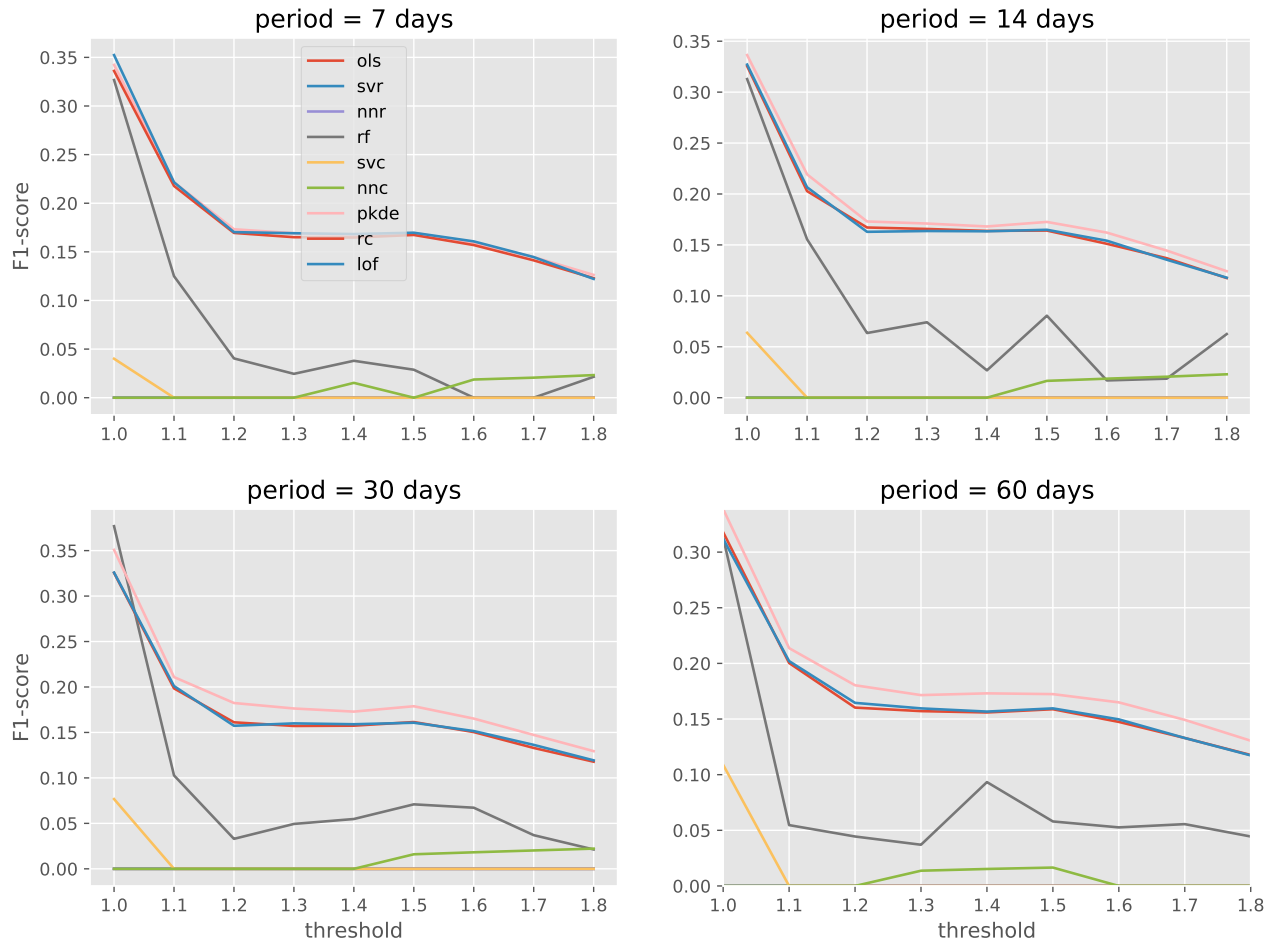 period = 7 days
F1-score
0.35
0.30
0.25
0.20
0.15
0.10
0.05
0.00
ols
svr
nnr
rf
svc
nnc
pkde
rc
lof
1.0 1.1 1.2 1.3 1.4 1.5 1.6 1.7 1.8
period = 14 days
0.35
0.30
0.25
0.20
0.15
0.10
0.05
0.00
1.0 1.1 1.2 1.3 1.4 1.5 1.6 1.7 1.8
period = 30 days
F1-score
0.35
0.30
0.25
0.20
0.15
0.10
0.05
0.00
1.0 1.1 1.2 1.3 1.4 1.5 1.6 1.7 1.8
threshold
period = 60 days
0.30
0.25
0.20
0.15
0.10
0.05
0.00
1.0 1.1 1.2 1.3 1.4 1.5 1.6 1.7 1.8
threshold